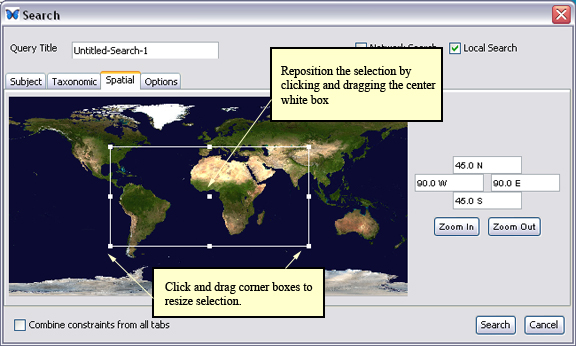 Search
Query Title
Untitled-Search-1
Network Search
Local Search
Reposition the selection by
clicking and dragging the center
white box
Subject
Taxonomic
Spatial
Options
45.0 N
90.0 W
90.0 E
45.0 S
Zoom In
Zoom Out
Click and drag corner boxes to
resize selection.
Combine constraints from all tabs
Search
Cancel